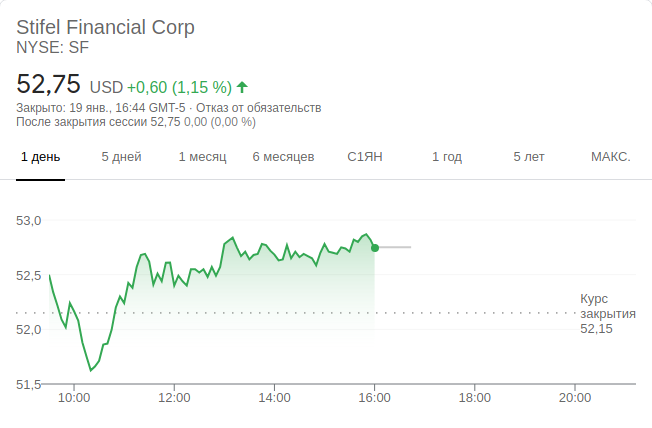 Stifel Financial Corp
NYSE: SF
52,75 USD +0,60 (1,15 %)
Закрыто: 19 янв., 16:44 GMT-5 · Отказ от обязательств
После закрытия сессии 52,75 0,00 (0,00 %)
1 день 5 дней 1 месяц 6 месяцев С1ЯН 1 год 5 лет МАКС.
53,0
52,5
Курс
закрытия
52,15
52,0
51,5
10:00 12:00 14:00 16:00 18:00 20:00